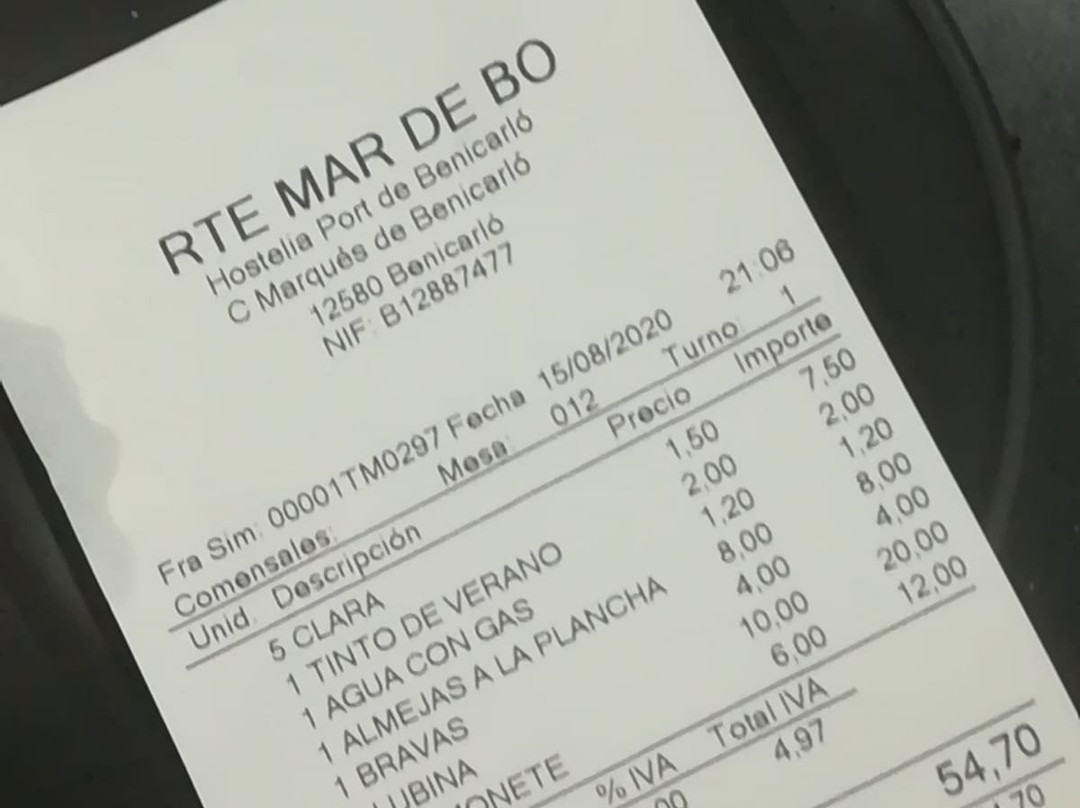 RTE MAR DE BO
Hostelia Port de Benicarló
C Marquès de Benicarló
12580 Benicarló
NIF: B12887477
Fra Sim: 00001TM0297 Fecha 15/08/2020 21:06
Comensales: Mesa: 012 Turno: 1
Unid. Descripción Precio Importe
5 CLARA 1,50 7,50
1 TINTO DE VERANO 2,00 2,00
1 AGUA CON GAS 1,20 1,20
1 ALMEJAS A LA PLANCHA 8,00 8,00
1 BRAVAS 4,00 4,00
LUBINA 10,00 20,00
6,00 12,00
% IVA Total IVA
4,97
54,70